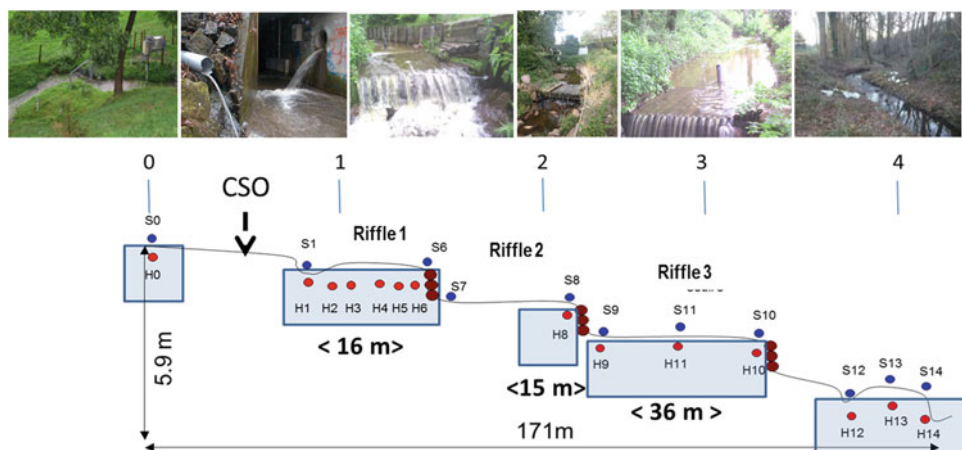 0 1 2 3 4
CSO
S0 S1 Riffle 1 S6 S7 Riffle 2 S8 S9 Riffle 3 S11 S10 S12 S13 S14
H0 H1 H2 H3 H4 H5 H6 H8 H9 H11 H10 H12 H13 H14
< 16 m>
<15 m>
< 36 m >
5.9 m
171m